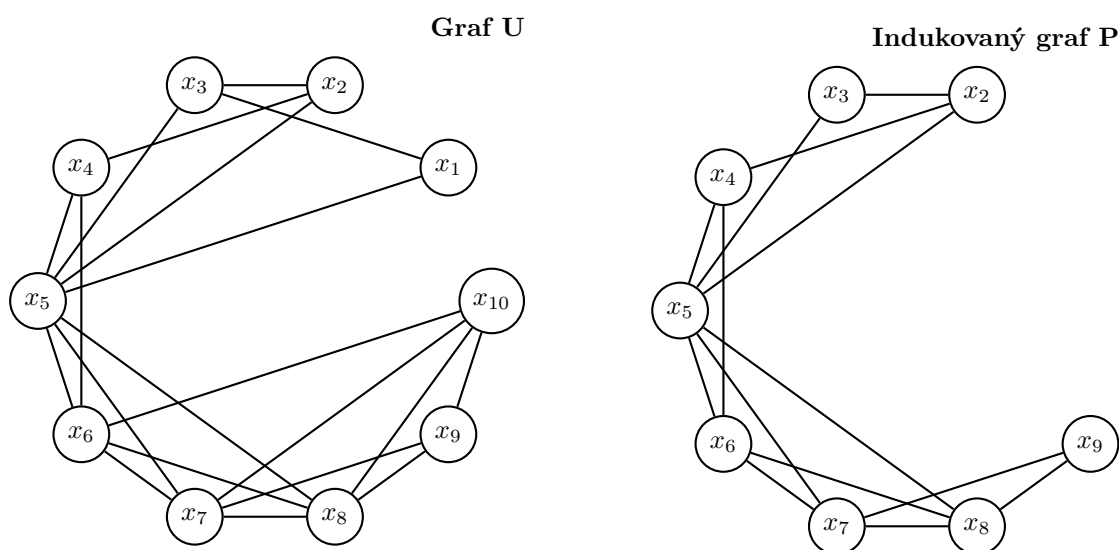 Graf U
x₃
x₂
x₄
x₁
x₅
x₁₀
x₆
x₉
x₇
x₈
Indukovaný graf P
x₃
x₂
x₄
x₅
x₆
x₉
x₇
x₈